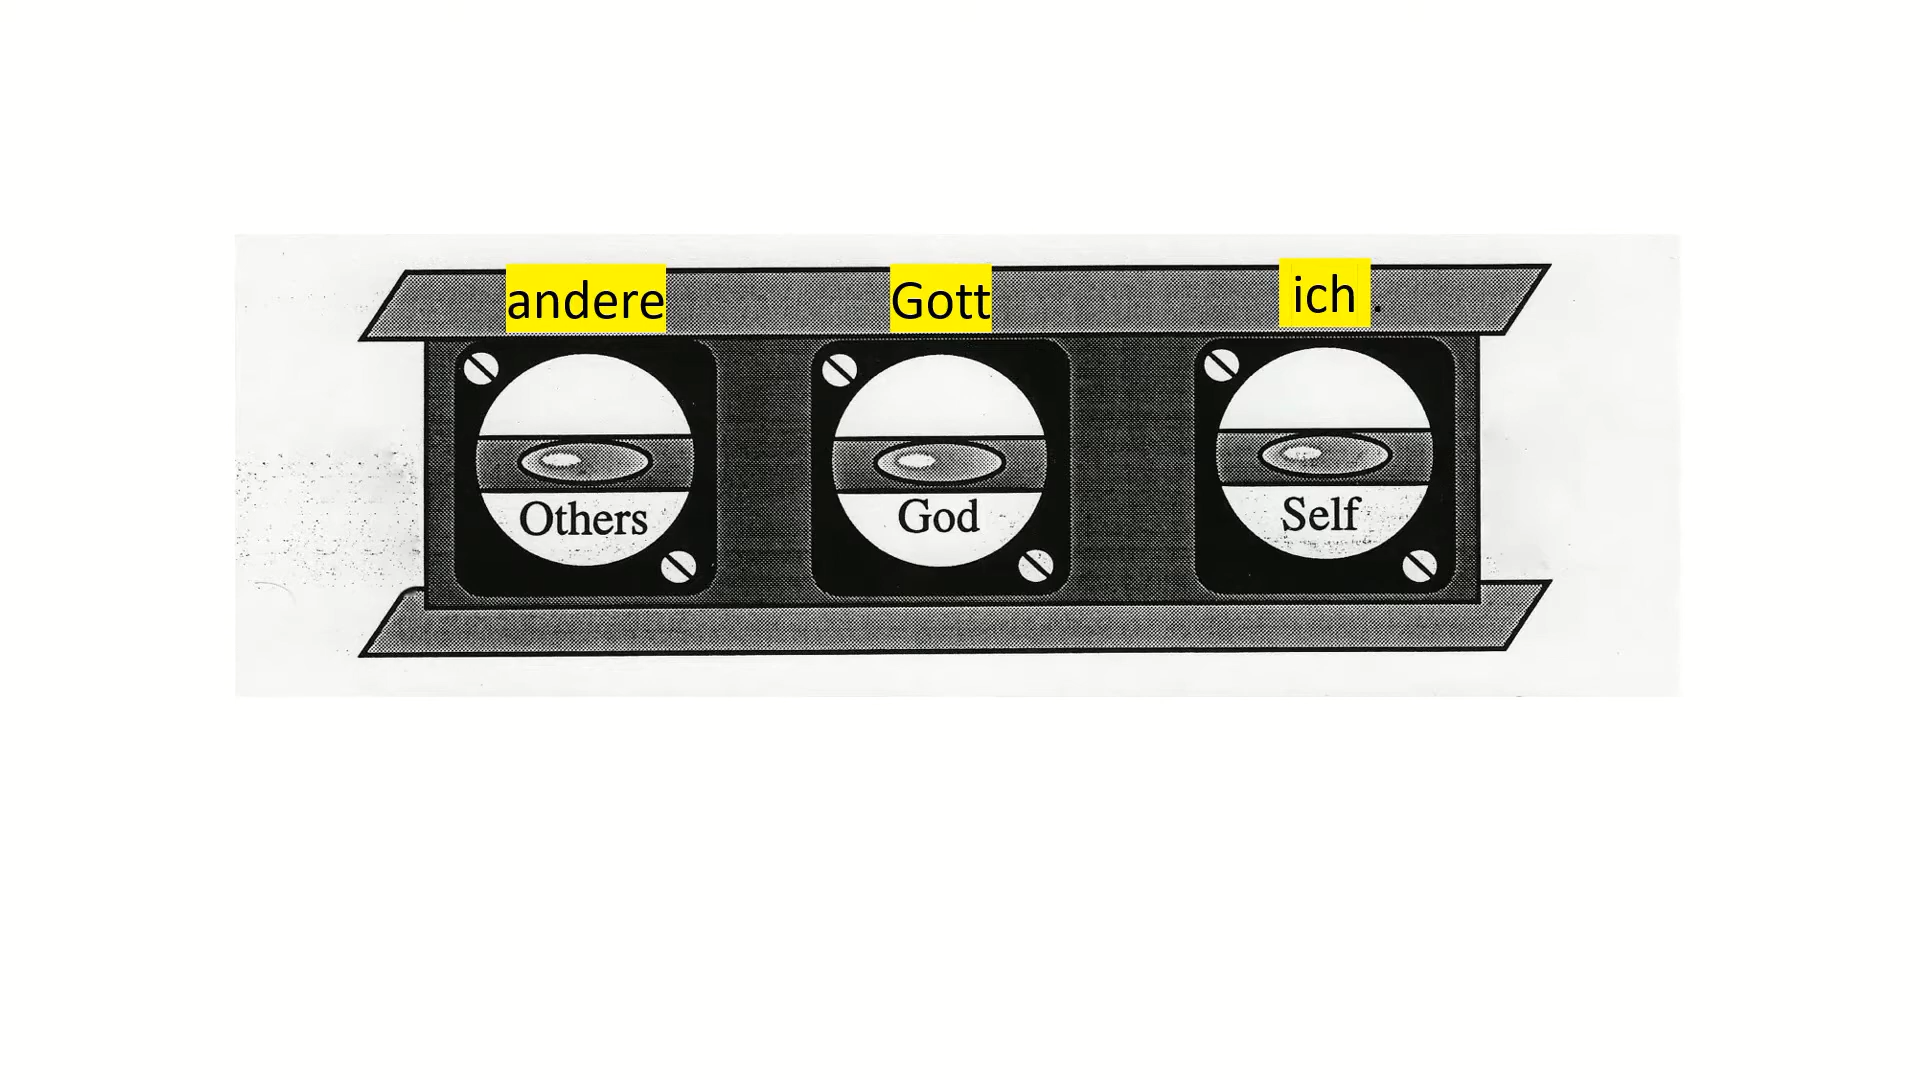 andere
Gott
ich .
Others
God
Self